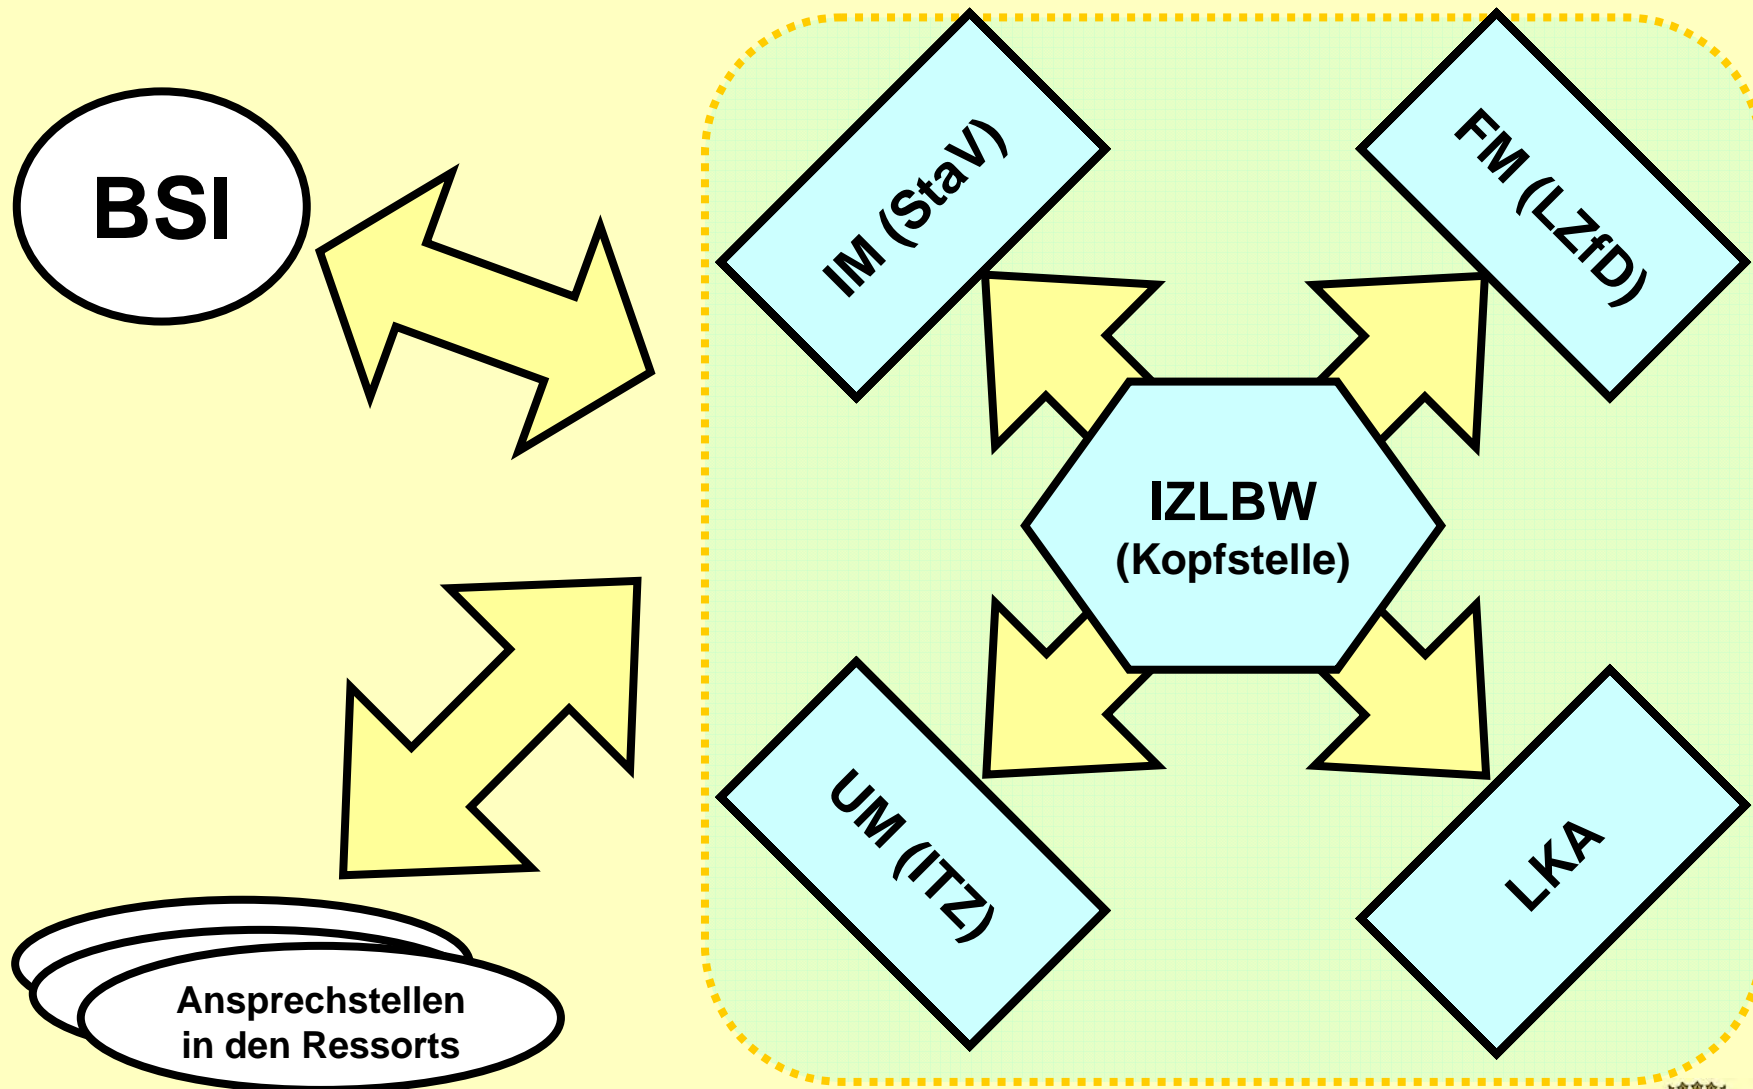 BSI
IM (StaV)
FM (LZfD)
IZLBW
(Kopfstelle)
UM (ITZ)
LKA
Ansprechstellen
in den Ressorts